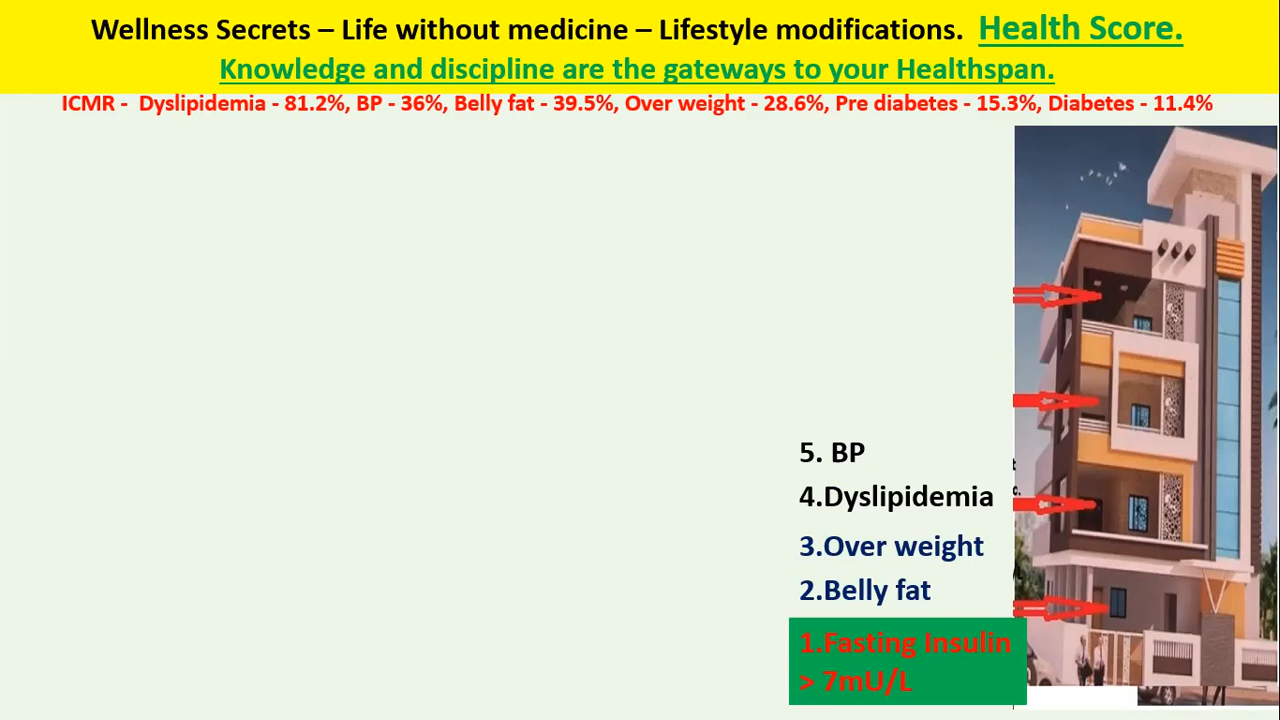 Wellness Secrets – Life without medicine – Lifestyle modifications. Health Score.
Knowledge and discipline are the gateways to your Healthspan.
ICMR - Dyslipidemia - 81.2%, BP - 36%, Belly fat - 39.5%, Over weight - 28.6%, Pre diabetes - 15.3%, Diabetes - 11.4%
5. BP
4.Dyslipidemia
3.Over weight
2.Belly fat
1.Fasting Insulin
> 7mU/L